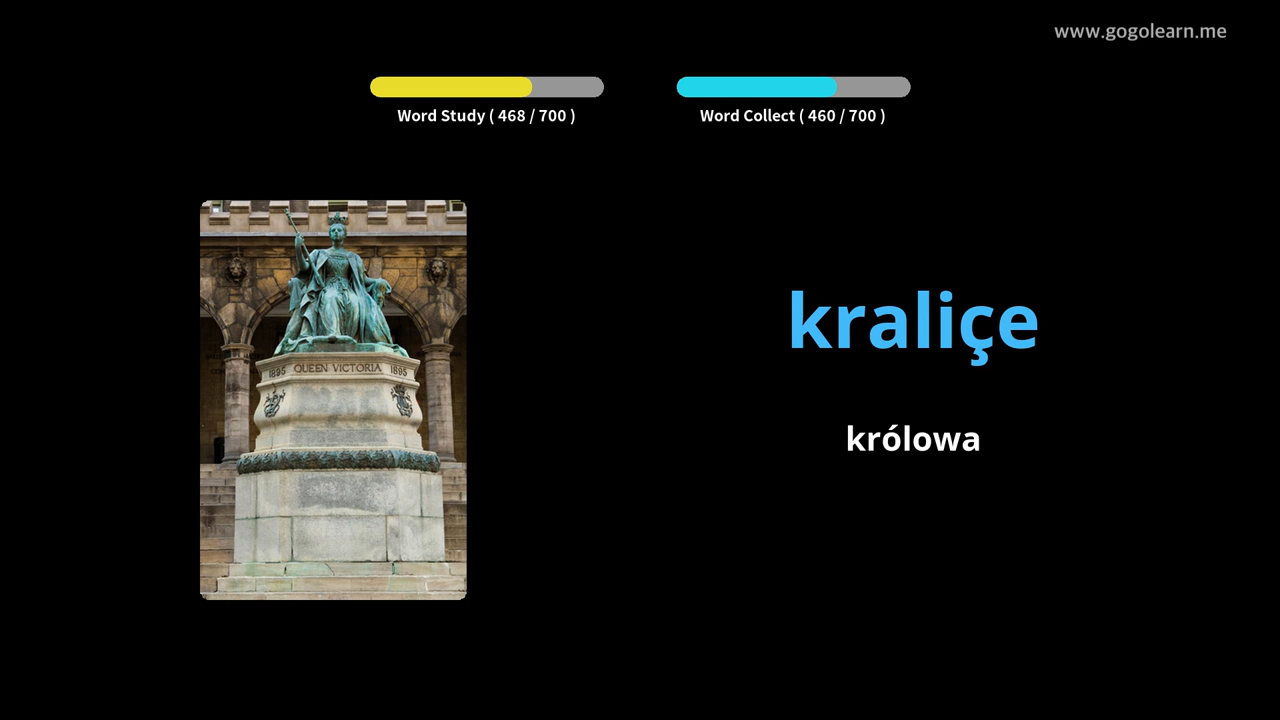 www.gogolearn.me
Word Study ( 468 / 700 )
Word Collect ( 460 / 700 )
1895 QUEEN VICTORIA 1895
kraliçe
królowa